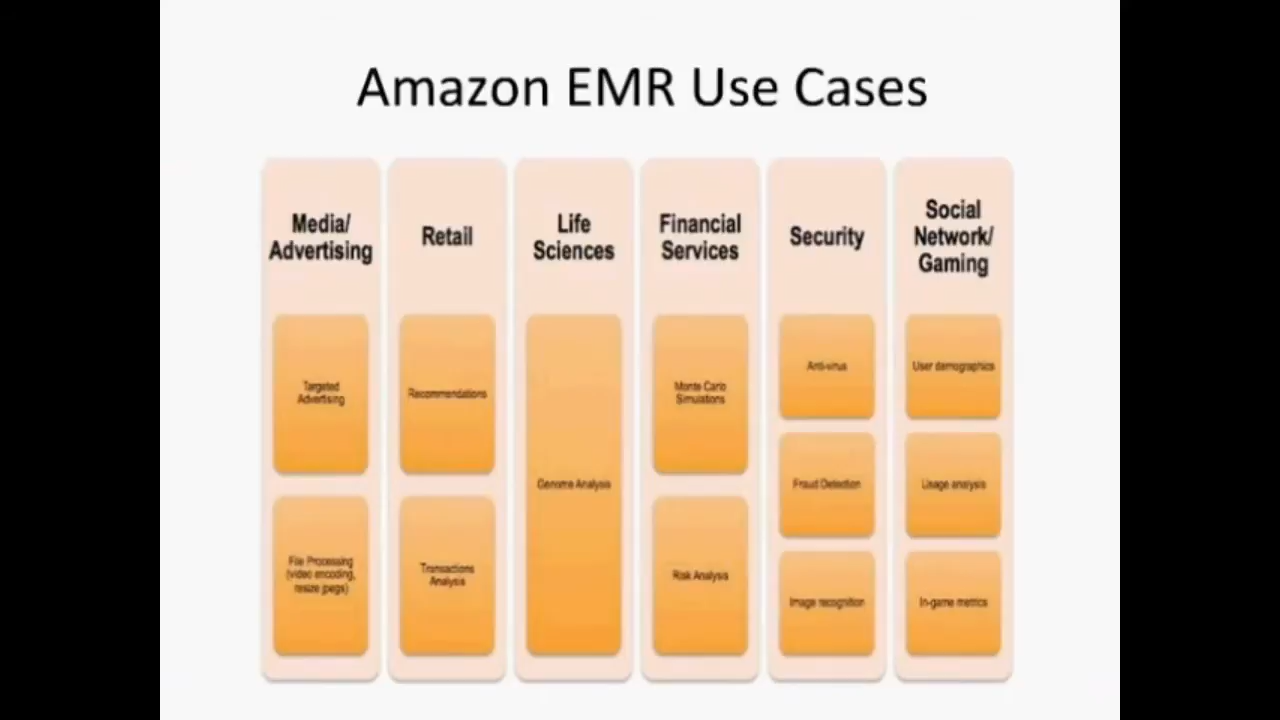 Amazon EMR Use Cases
Media/
Advertising
Targeted
Advertising
File Processing
(video encoding,
resize jpegs)
Retail
Recommendations
Transactions
Analysis
Life
Sciences
Genome Analysis
Financial
Services
Monte Carlo
Simulations
Risk Analysis
Security
Anti-virus
Fraud Detection
Image recognition
Social
Network/
Gaming
User demographics
Usage analysis
In-game metrics